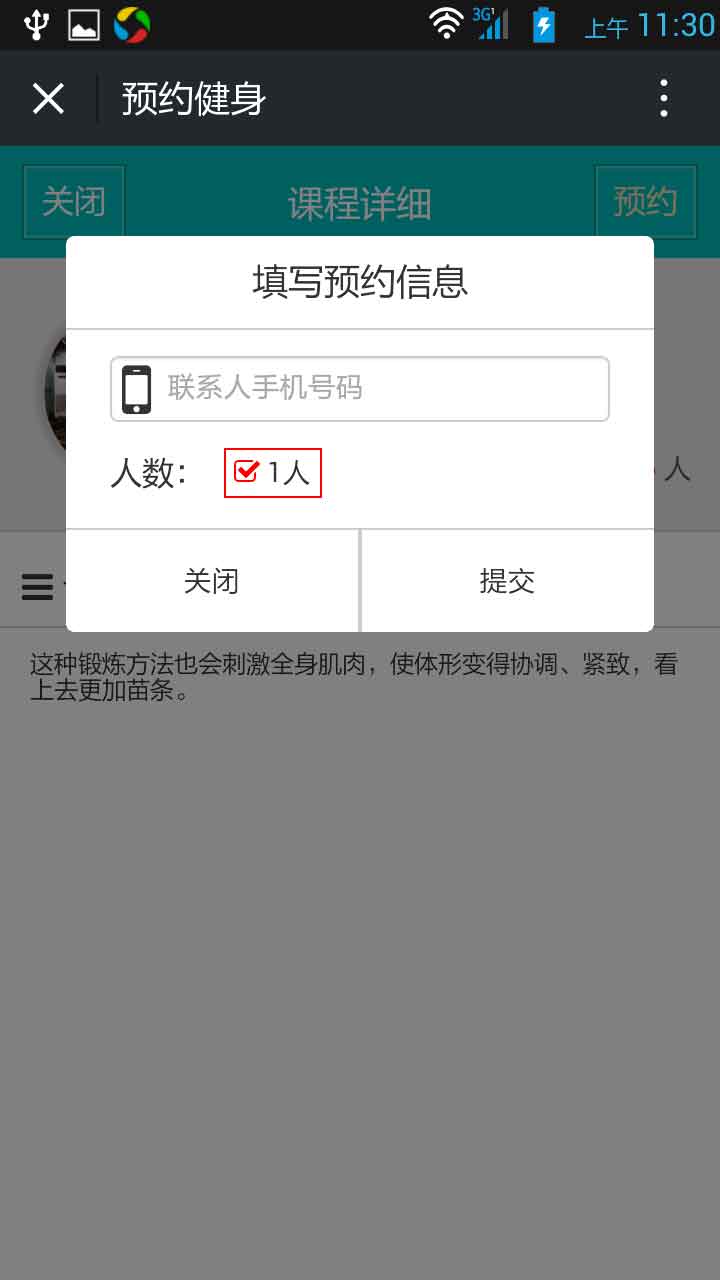 3G 上午 11:30
预约健身
关闭 课程详细 预约
填写预约信息
联系人手机号码
人数： 1人
人
关闭 提交
这种锻炼方法也会刺激全身肌肉，使体形变得协调、紧致，看
上去更加苗条。